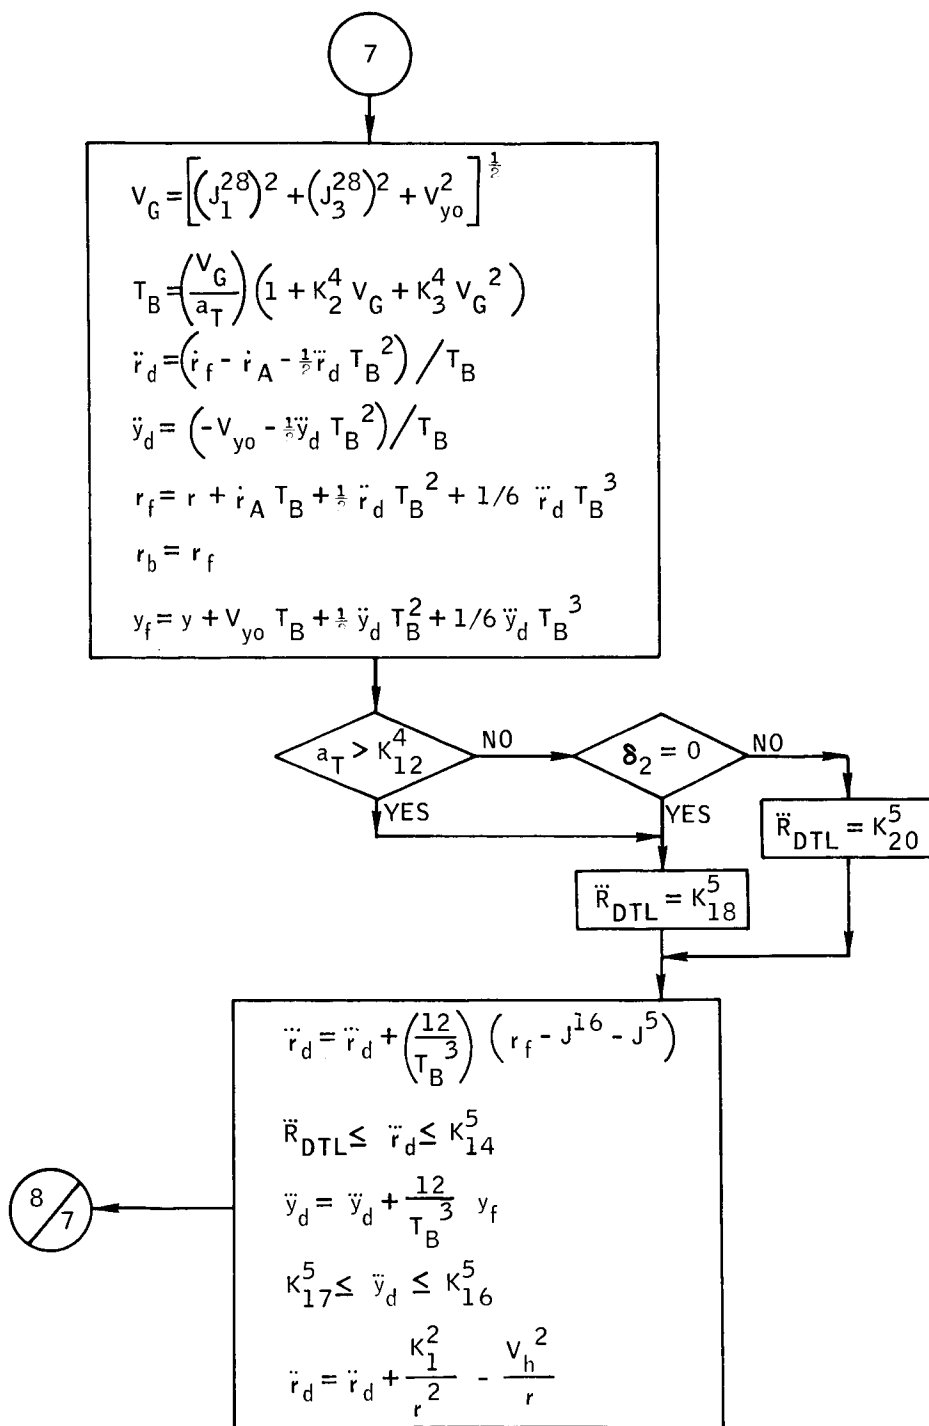 7
V_G = [(J_1^28)^2 + (J_3^28)^2 + V_yo^2]^½
T_B = (V_G / a_T) (1 + K_2^4 V_G + K_3^4 V_G^2)
r̈_d = (ṙ_f - ṙ_A - ½ r⃛_d T_B^2) / T_B
ÿ_d = (-V_yo - ½ y⃛_d T_B^2) / T_B
r_f = r + ṙ_A T_B + ½ r̈_d T_B^2 + 1/6 r⃛_d T_B^3
r_b = r_f
y_f = y + V_yo T_B + ½ ÿ_d T_B^2 + 1/6 y⃛_d T_B^3
a_T > K_12^4
NO
δ_2 = 0
NO
YES
YES
R⃛_DTL = K_20^5
R⃛_DTL = K_18^5
r⃛_d = r⃛_d + (12 / T_B^3) (r_f - J^16 - J^5)
R⃛_DTL ≤ r⃛_d ≤ K_14^5
y⃛_d = y⃛_d + 12 / T_B^3 y_f
K_17^5 ≤ y⃛_d ≤ K_16^5
r̈_d = r̈_d + K_1^2 / r^2 - V_h^2 / r
8/7